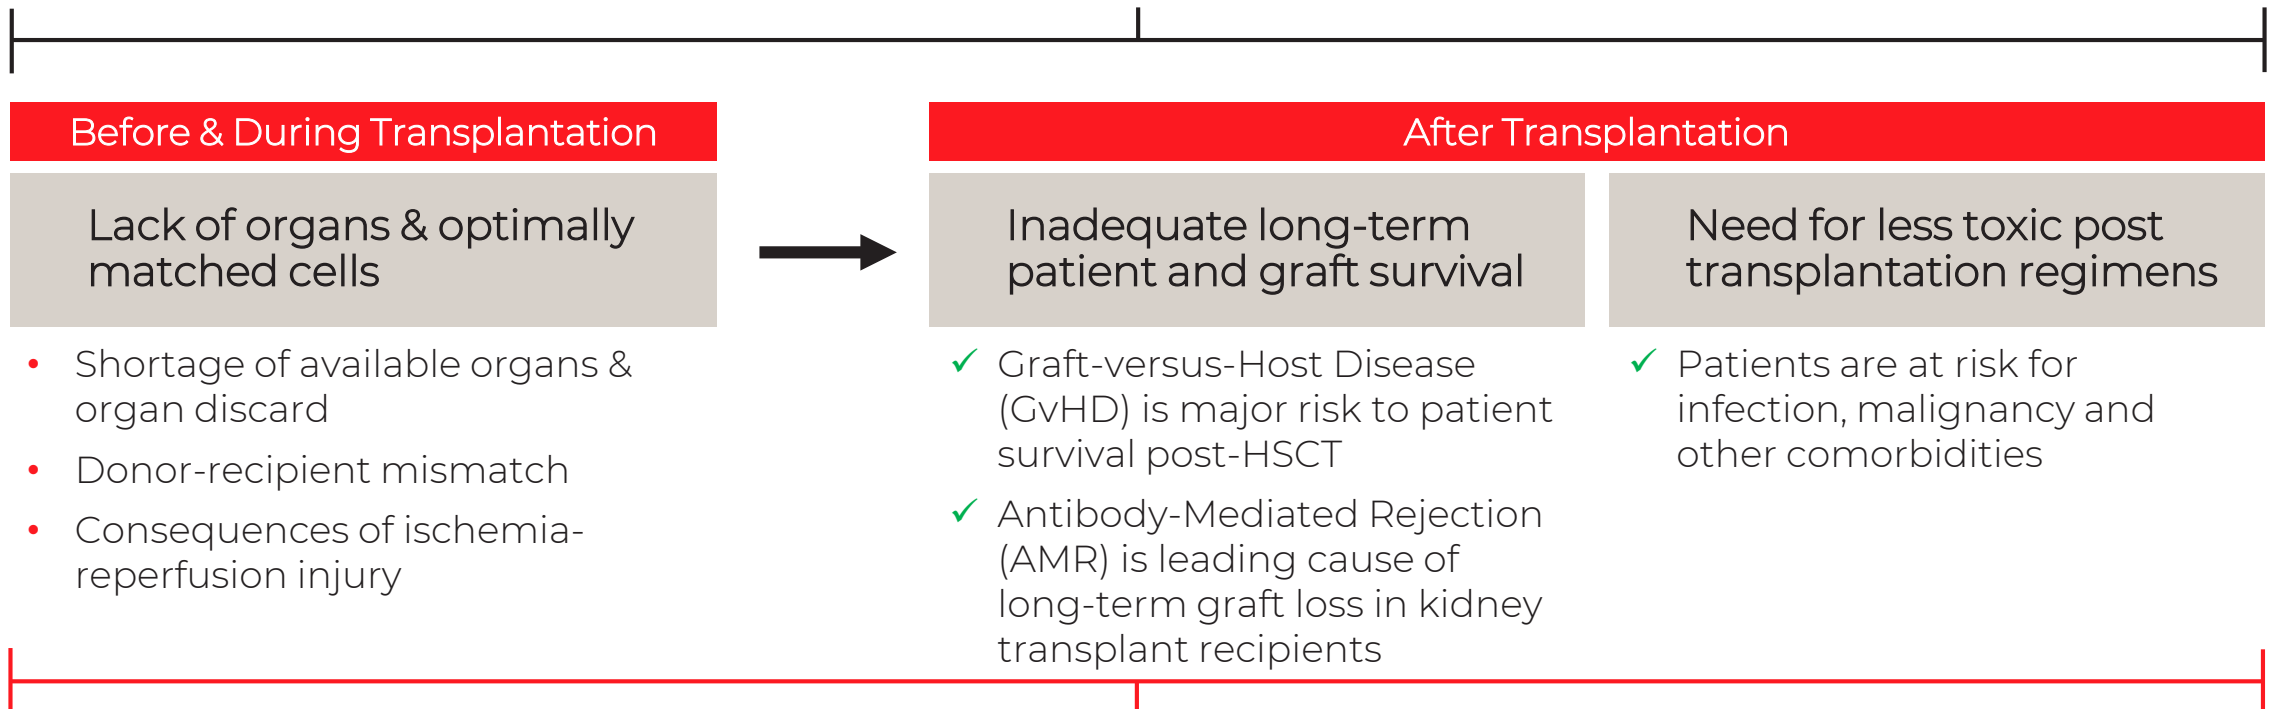 Before & During Transplantation
After Transplantation
Lack of organs & optimally
matched cells
Inadequate long-term
patient and graft survival
Need for less toxic post
transplantation regimens
• Shortage of available organs &
organ discard
• Donor-recipient mismatch
• Consequences of ischemia-
reperfusion injury
✓ Graft-versus-Host Disease
(GvHD) is major risk to patient
survival post-HSCT
✓ Antibody-Mediated Rejection
(AMR) is leading cause of
long-term graft loss in kidney
transplant recipients
✓ Patients are at risk for
infection, malignancy and
other comorbidities